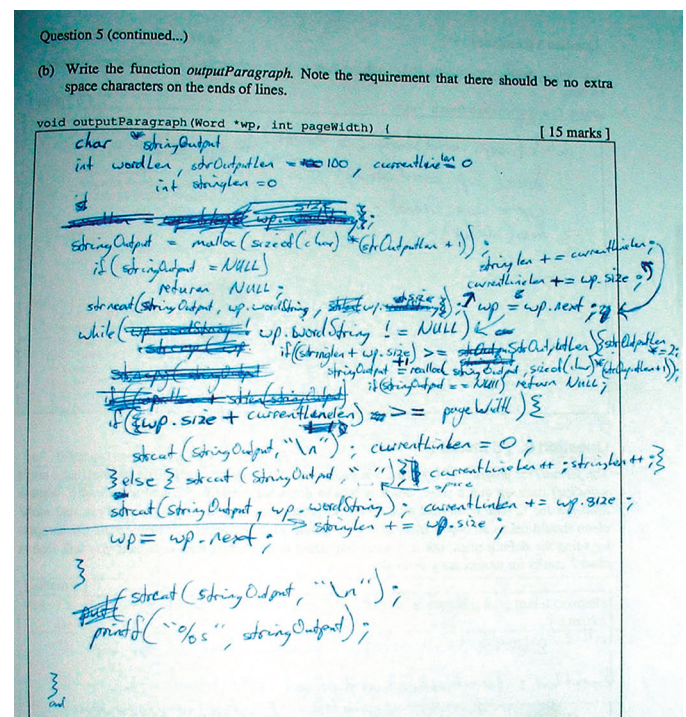 Question 5 (continued...)
(b) Write the function outputParagraph. Note the requirement that there should be no extra
space characters on the ends of lines.
void outputParagraph(Word *wp, int pageWidth) {
[ 15 marks ]
char *stringOutput
int wordLen, strOutputLen = 100, currentlinelen = 0
int stringlen = 0
stringOutput = malloc(sizeof(char) *(strOutputLen + 1));
stringlen += currentlinelen;
if (stringOutput = NULL)
currentlinelen += wp.size;
return NULL;
strncat(stringOutput, wp.wordString,
wp = wp.next;
while( wp.wordString != NULL) {
if(stringlen + wp.size) >=
stringOutput = realloc( stringOutput, sizeof(char)*(strOutputlen+1));
if(stringOutput == NULL) return NULL;
if( wp.size + currentlinelen) >= pageWidth ) {
strcat (stringOutput, "\n"); currentlinelen = 0;
} else { strcat (stringOutput, " "); currentlinelen++; stringlen++; }
space
strcat(stringOutput, wp.wordString); currentlinelen += wp.size;
stringlen += wp.size;
wp = wp.next;
}
strcat(stringOutput, "\n");
printf("%s", stringOutput);
}